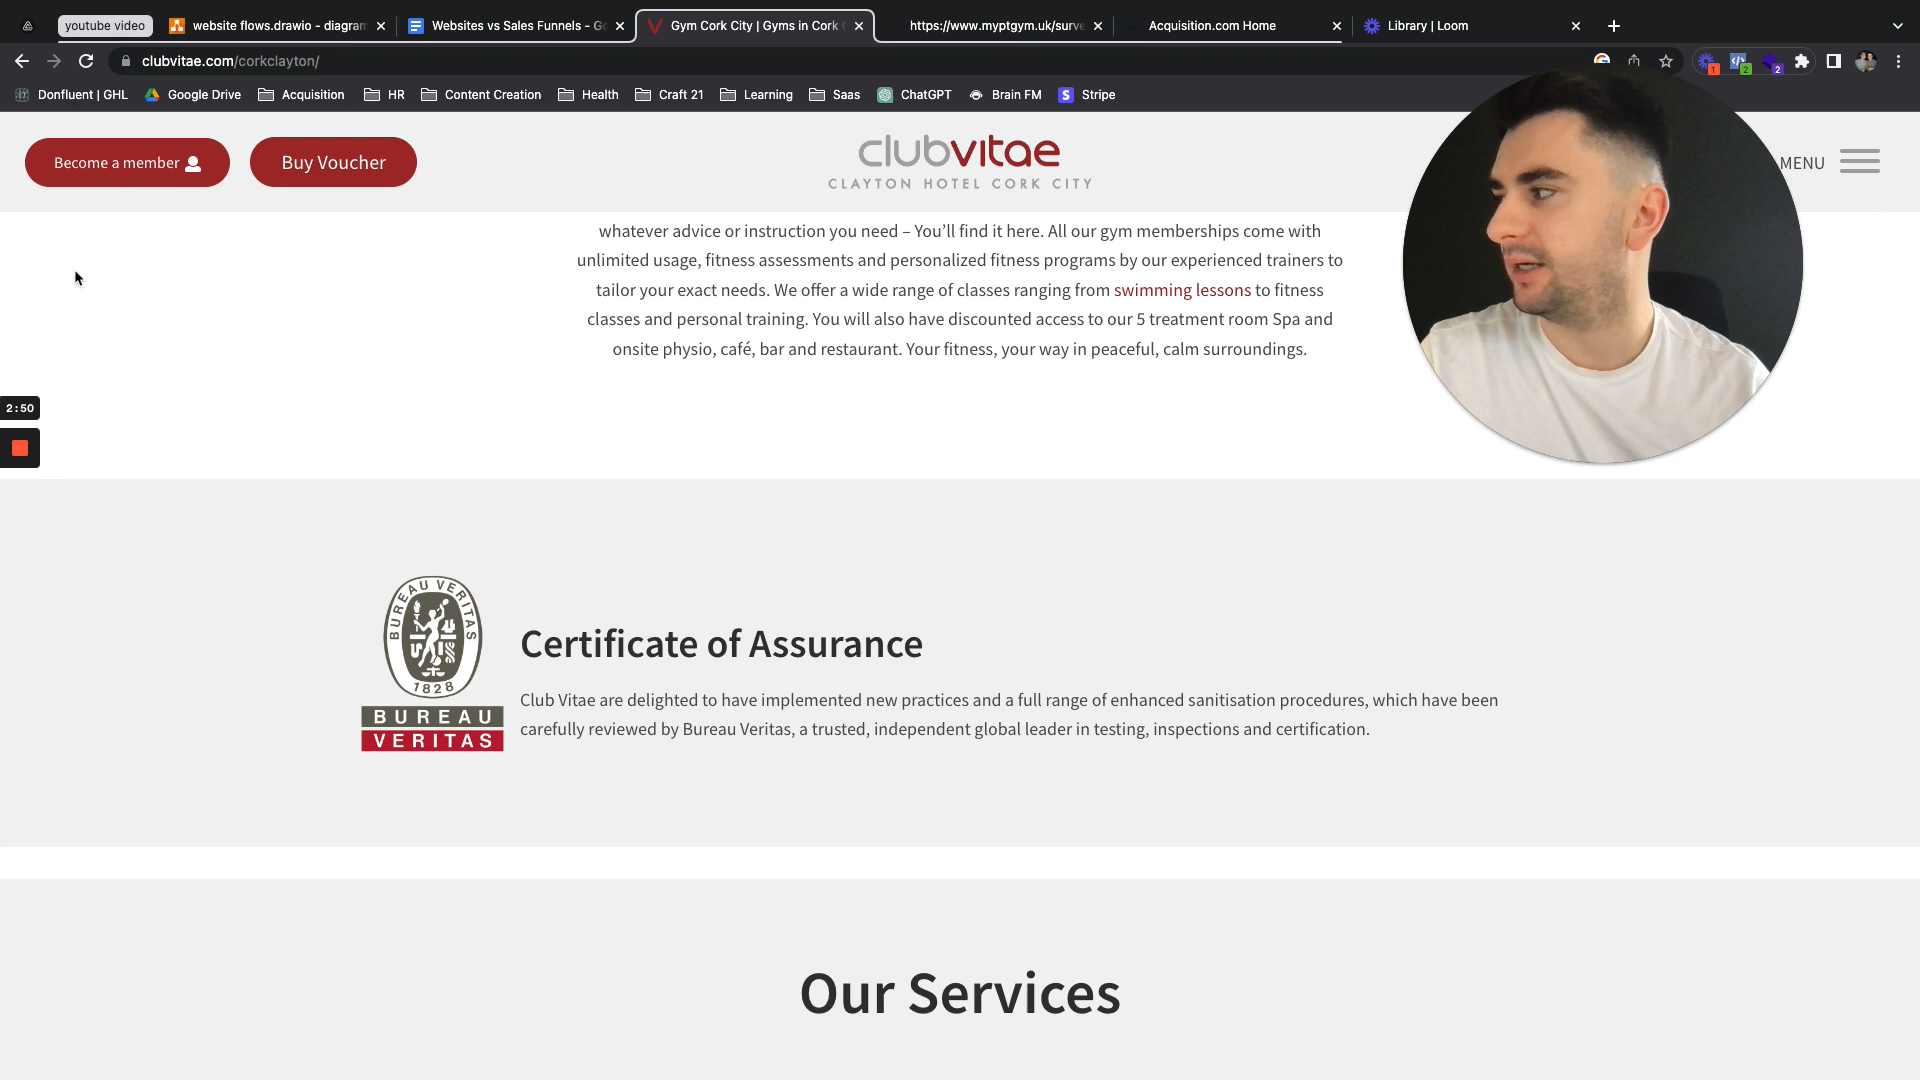 youtube video
website flows.drawio - diagram
Websites vs Sales Funnels - Go
Gym Cork City | Gyms in Cork C
https://www.myptgym.uk/surve
Acquisition.com Home
Library | Loom
clubvitae.com/corkclayton/
1
2
2
Donfluent | GHL
Google Drive
Acquisition
HR
Content Creation
Health
Craft 21
Learning
Saas
ChatGPT
Brain FM
S
Stripe
Become a member
Buy Voucher
clubvitae
CLAYTON HOTEL CORK CITY
MENU
whatever advice or instruction you need – You'll find it here. All our gym memberships come with
unlimited usage, fitness assessments and personalized fitness programs by our experienced trainers to
tailor your exact needs. We offer a wide range of classes ranging from swimming lessons to fitness
classes and personal training. You will also have discounted access to our 5 treatment room Spa and
onsite physio, café, bar and restaurant. Your fitness, your way in peaceful, calm surroundings.
2:50
BUREAU VERITAS
1828
BUREAU
VERITAS
Certificate of Assurance
Club Vitae are delighted to have implemented new practices and a full range of enhanced sanitisation procedures, which have been
carefully reviewed by Bureau Veritas, a trusted, independent global leader in testing, inspections and certification.
Our Services